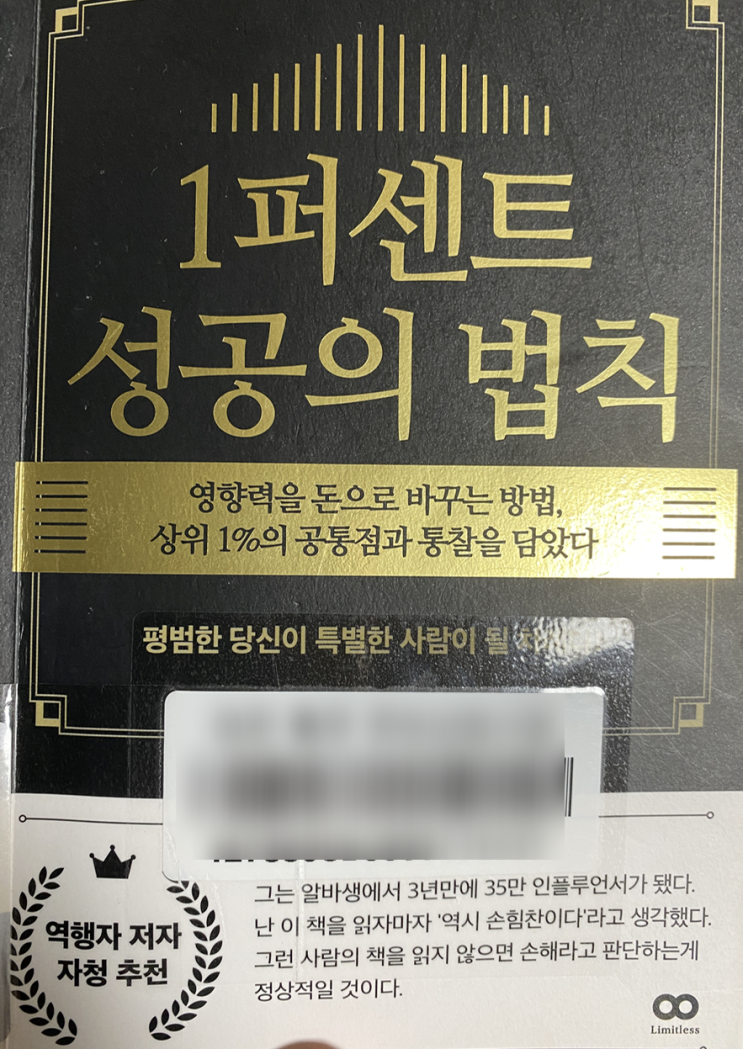 1퍼센트
성공의 법칙
영향력을 돈으로 바꾸는 방법,
상위 1%의 공통점과 통찰을 담았다
평범한 당신이 특별한 사람이 될
역행자 저자
자청 추천
그는 알바생에서 3년만에 35만 인플루언서가 됐다.
난 이 책을 읽자마자 '역시 손힘찬이다'라고 생각했다.
그런 사람의 책을 읽지 않으면 손해라고 판단하는게
정상적일 것이다.
Limitless